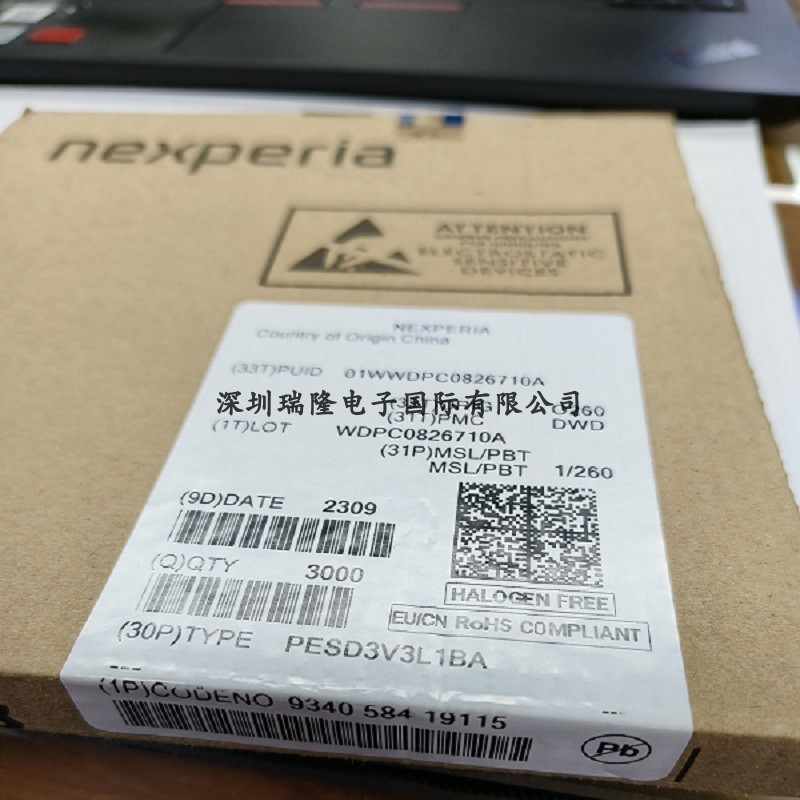 nexperia
ATTENTION
ELECTROSTATIC
SENSITIVE
DEVICES
NEXPERIA
Country of Origin China
(33T)PUID 01WWDPC0826710A
深圳瑞隆电子国际有限公司
(31T)PMC DWD
(1T)LOT WDPC0826710A
(31P)MSL/PBT
MSL/PBT 1/260
(9D)DATE 2309
(Q)QTY 3000
HALOGEN FREE
EU/CN RoHS COMPLIANT
(30P)TYPE PESD3V3L1BA
(1P)CODENO 9340 584 19115
Pb